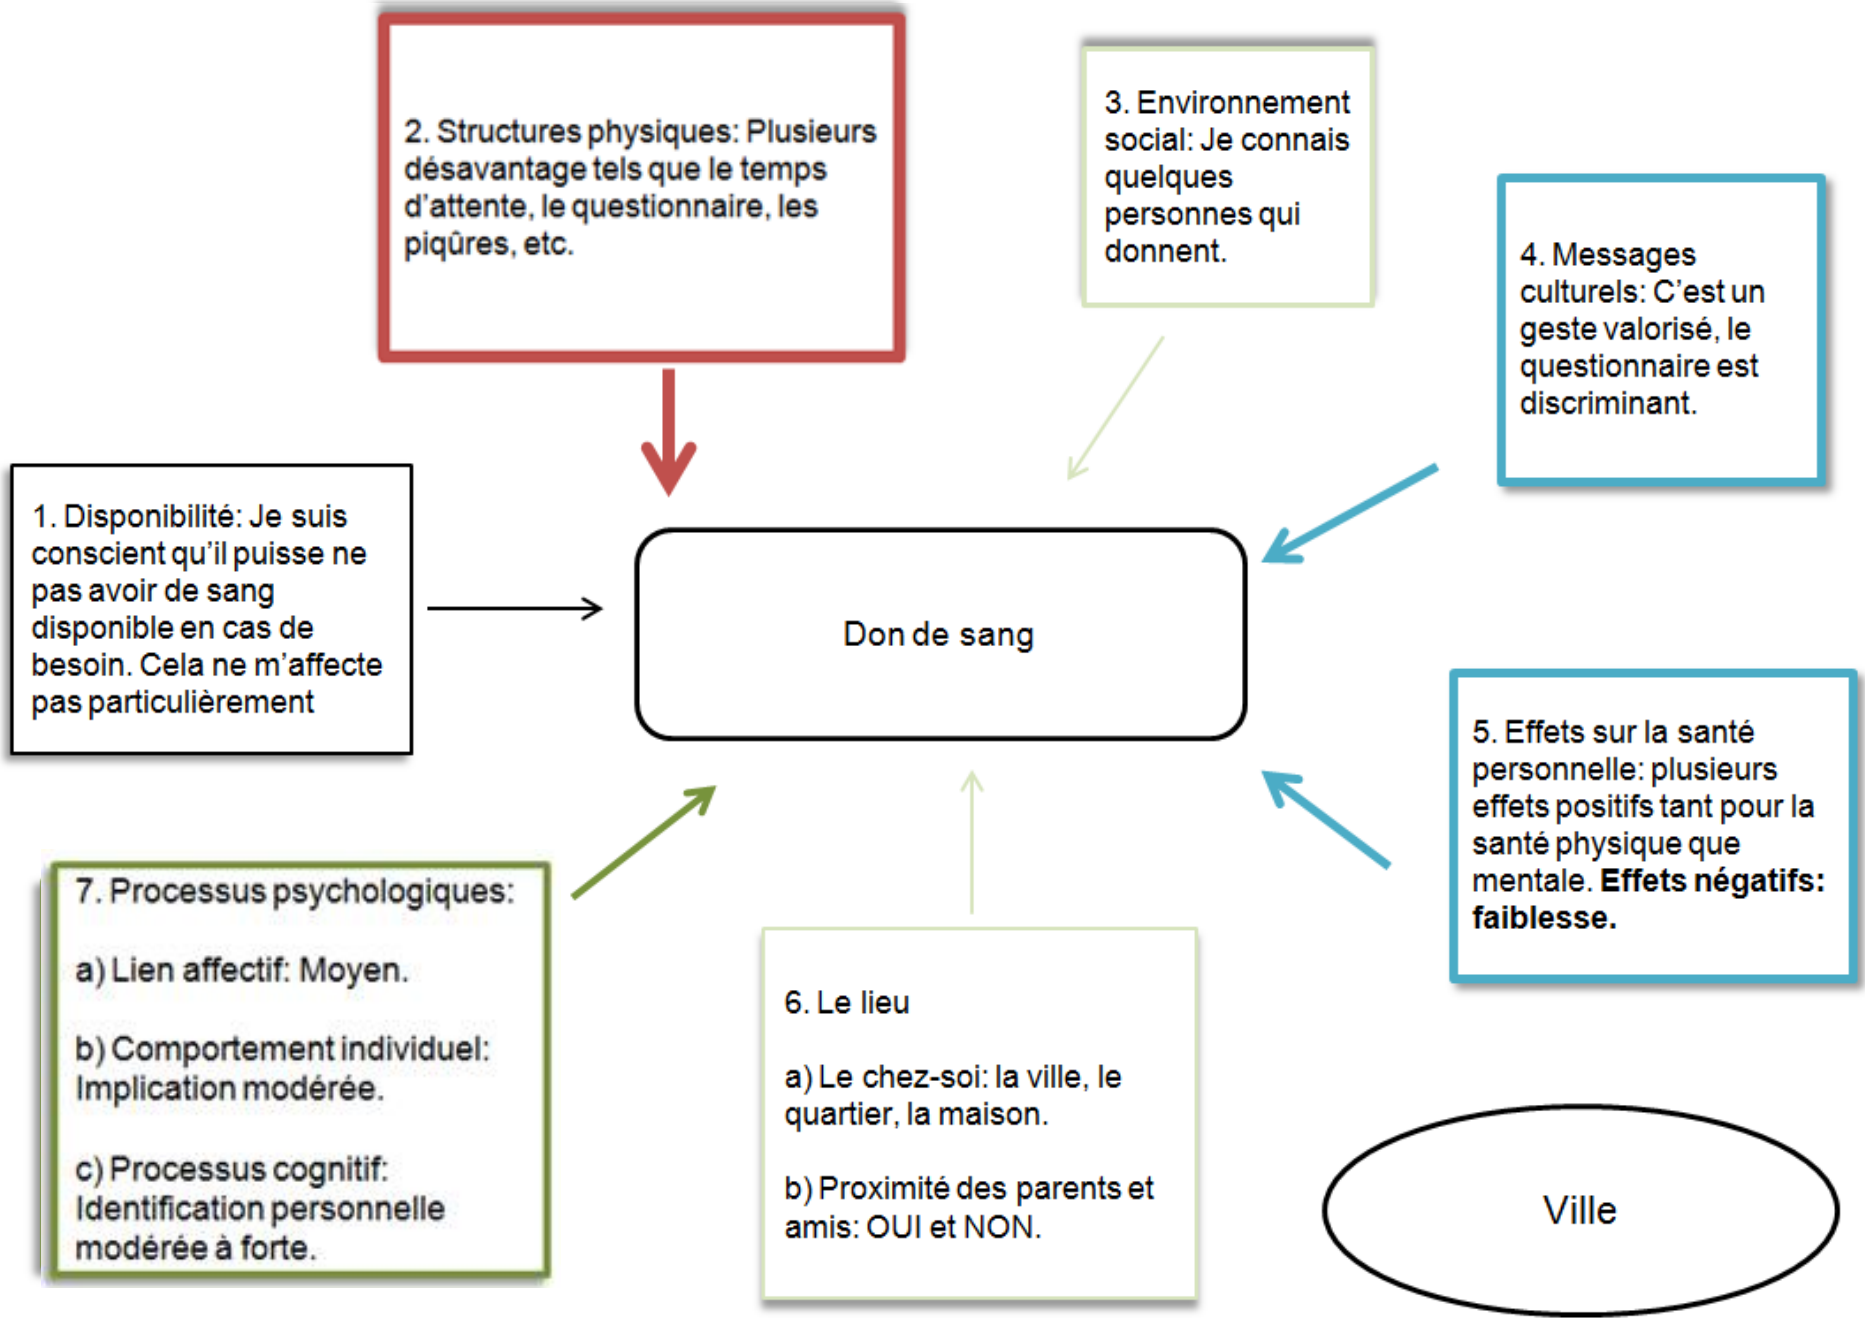 2. Structures physiques: Plusieurs
désavantage tels que le temps
d'attente, le questionnaire, les
piqûres, etc.
3. Environnement
social: Je connais
quelques
personnes qui
donnent.
4. Messages
culturels: C'est un
geste valorisé, le
questionnaire est
discriminant.
1. Disponibilité: Je suis
conscient qu'il puisse ne
pas avoir de sang
disponible en cas de
besoin. Cela ne m'affecte
pas particulièrement
Don de sang
5. Effets sur la santé
personnelle: plusieurs
effets positifs tant pour la
santé physique que
mentale. Effets négatifs:
faiblesse.
7. Processus psychologiques:
a) Lien affectif: Moyen.
b) Comportement individuel:
Implication modérée.
c) Processus cognitif:
Identification personnelle
modérée à forte.
6. Le lieu
a) Le chez-soi: la ville, le
quartier, la maison.
b) Proximité des parents et
amis: OUI et NON.
Ville